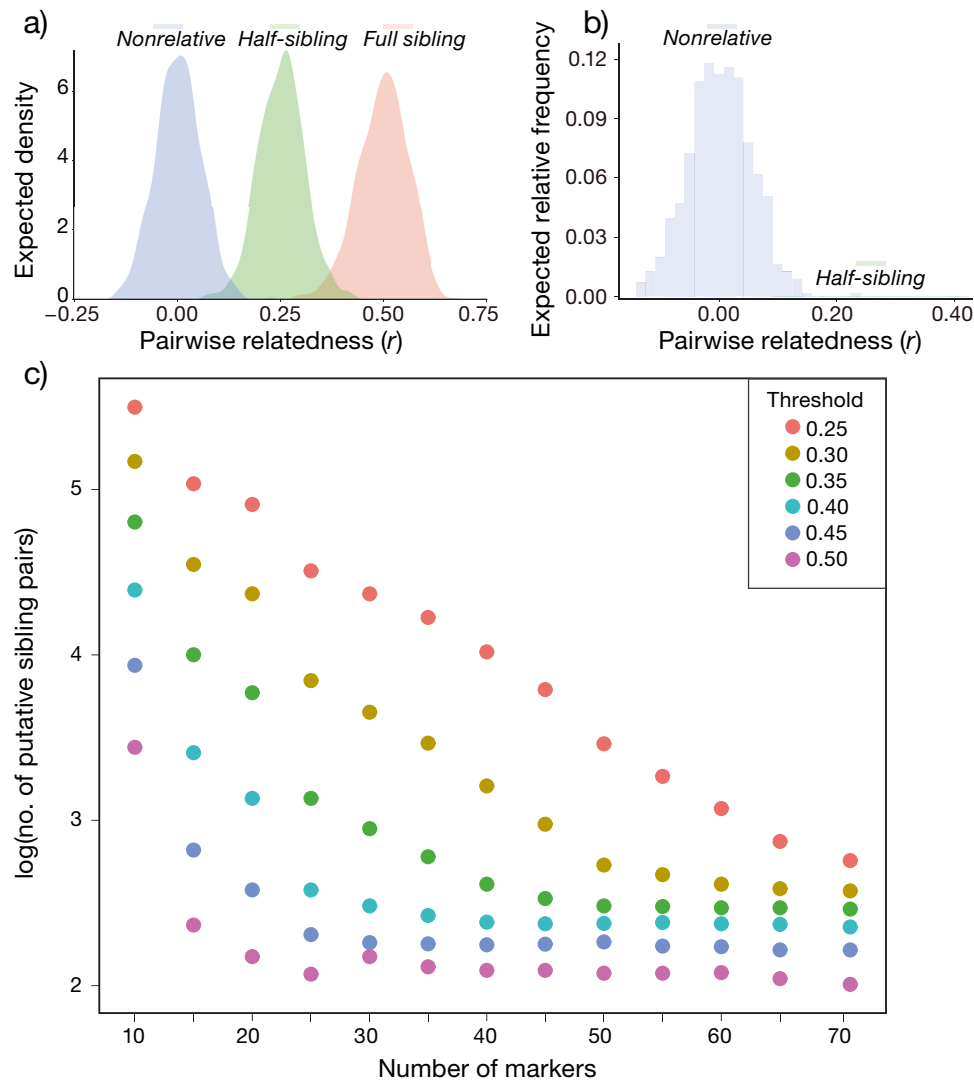 a)
Nonrelative Half-sibling Full sibling
Expected density
6
4
2
0
−0.25 0.00 0.25 0.50 0.75
Pairwise relatedness (r)
b)
Nonrelative
Expected relative frequency
0.12
0.09
0.06
0.03
0.00
Half-sibling
0.00 0.20 0.40
Pairwise relatedness (r)
c)
Threshold
0.25
0.30
0.35
0.40
0.45
0.50
log(no. of putative sibling pairs)
5
4
3
2
10 20 30 40 50 60 70
Number of markers